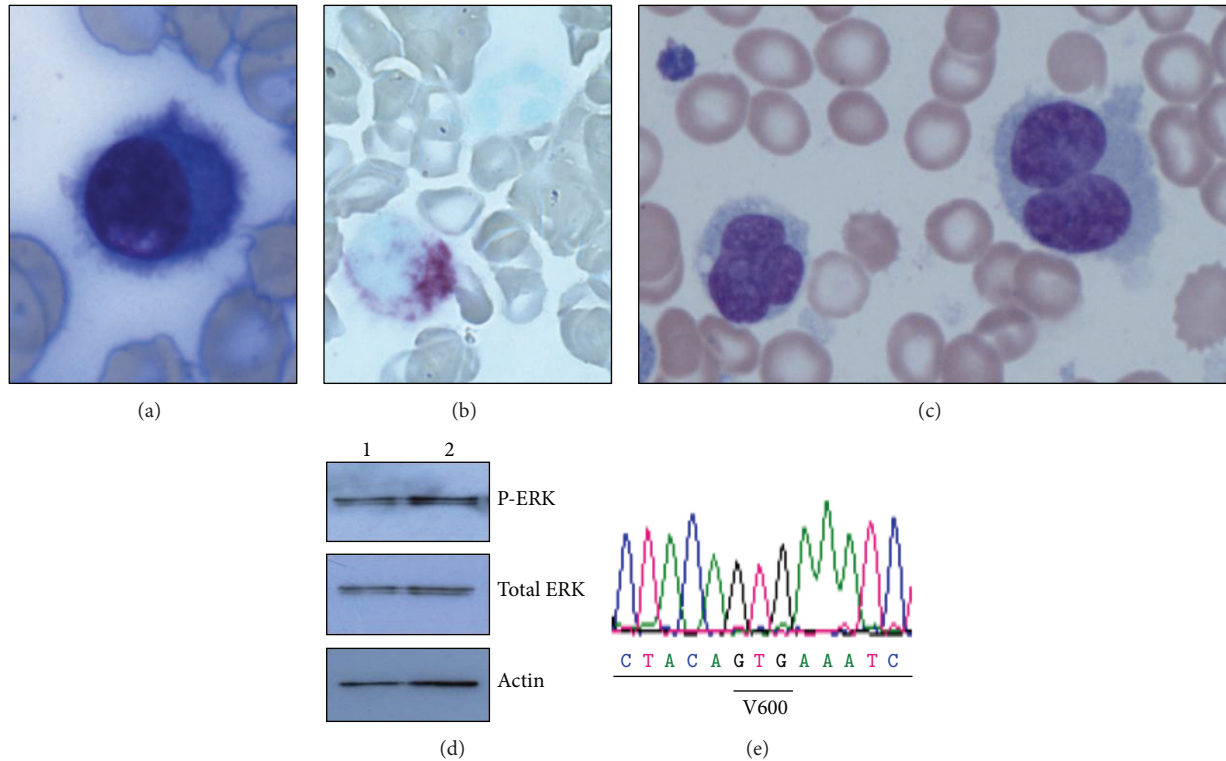 (a)
(b)
(c)
1 2
P-ERK
Total ERK
Actin
(d)
C T A C A G T G A A A T C
V600
(e)